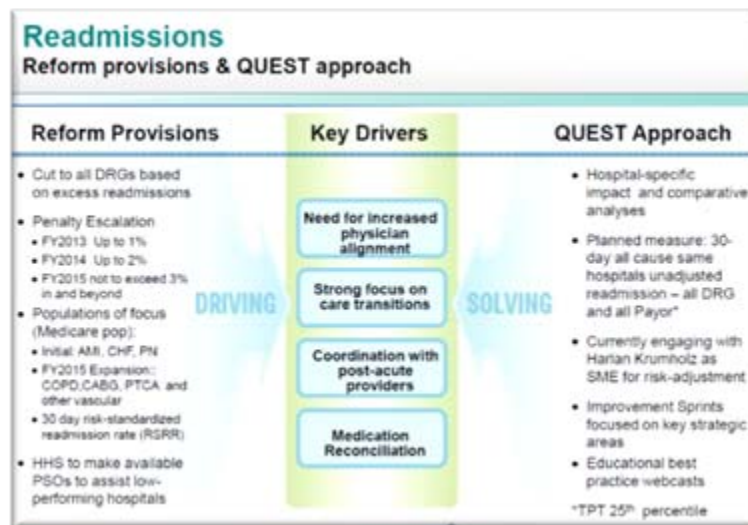 Readmissions
Reform provisions & QUEST approach
Reform Provisions
• Cut to all DRGs based
on excess readmissions
• Penalty Escalation
• FY2013 Up to 1%
• FY2014 Up to 2%
• FY2015 not to exceed 3%
in and beyond
• Populations of focus
(Medicare pop):
• Initial: AMI, CHF, PN
• FY2015 Expansion::
COPD,CABG, PTCA and
other vascular
• 30 day risk-standardized
readmission rate (RSRR)
• HHS to make available
PSOs to assist low-
performing hospitals
DRIVING
Key Drivers
Need for increased
physician
alignment
Strong focus on
care transitions
Coordination with
post-acute
providers
Medication
Reconciliation
SOLVING
QUEST Approach
• Hospital-specific
impact and comparative
analyses
• Planned measure: 30-
day all cause same
hospitals unadjusted
readmission – all DRG
and all Payor*
• Currently engaging with
Harlan Krumholz as
SME for risk-adjustment
• Improvement Sprints
focused on key strategic
areas
• Educational best
practice webcasts
*TPT 25th percentile